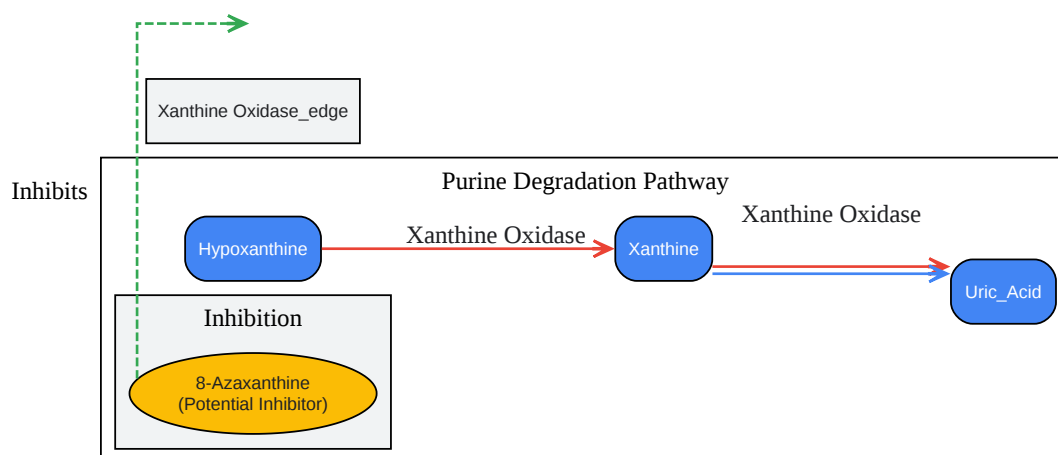 Xanthine Oxidase_edge
Inhibits
Purine Degradation Pathway
Xanthine Oxidase
Hypoxanthine
Xanthine Oxidase
Xanthine
Uric_Acid
Inhibition
8-Azaxanthine
(Potential Inhibitor)